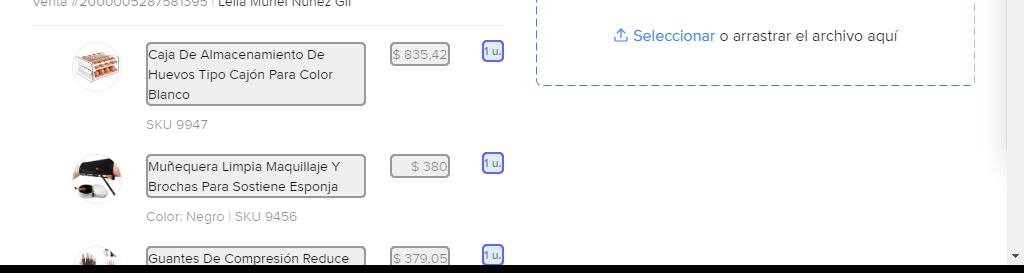 Venta #2000005287581395 | Leila Muriel Nuñez Gil
Seleccionar o arrastrar el archivo aquí
Caja De Almacenamiento De
Huevos Tipo Cajón Para Color
Blanco
$ 835,42
1 u.
SKU 9947
Muñequera Limpia Maquillaje Y
Brochas Para Sostiene Esponja
$ 380
1 u.
Color: Negro | SKU 9456
Guantes De Compresión Reduce
$ 379,05
1 u.